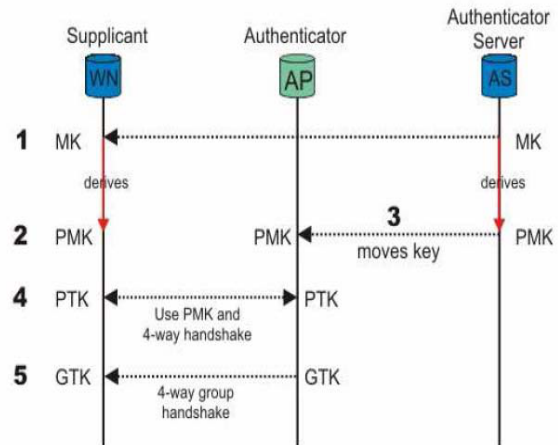 Supplicant
Authenticator
Authenticator
Server
WN
AP
AS
1
MK
MK
derives
derives
2
PMK
PMK
3
moves key
PMK
4
PTK
PTK
Use PMK and
4-way handshake
5
GTK
GTK
4-way group
handshake